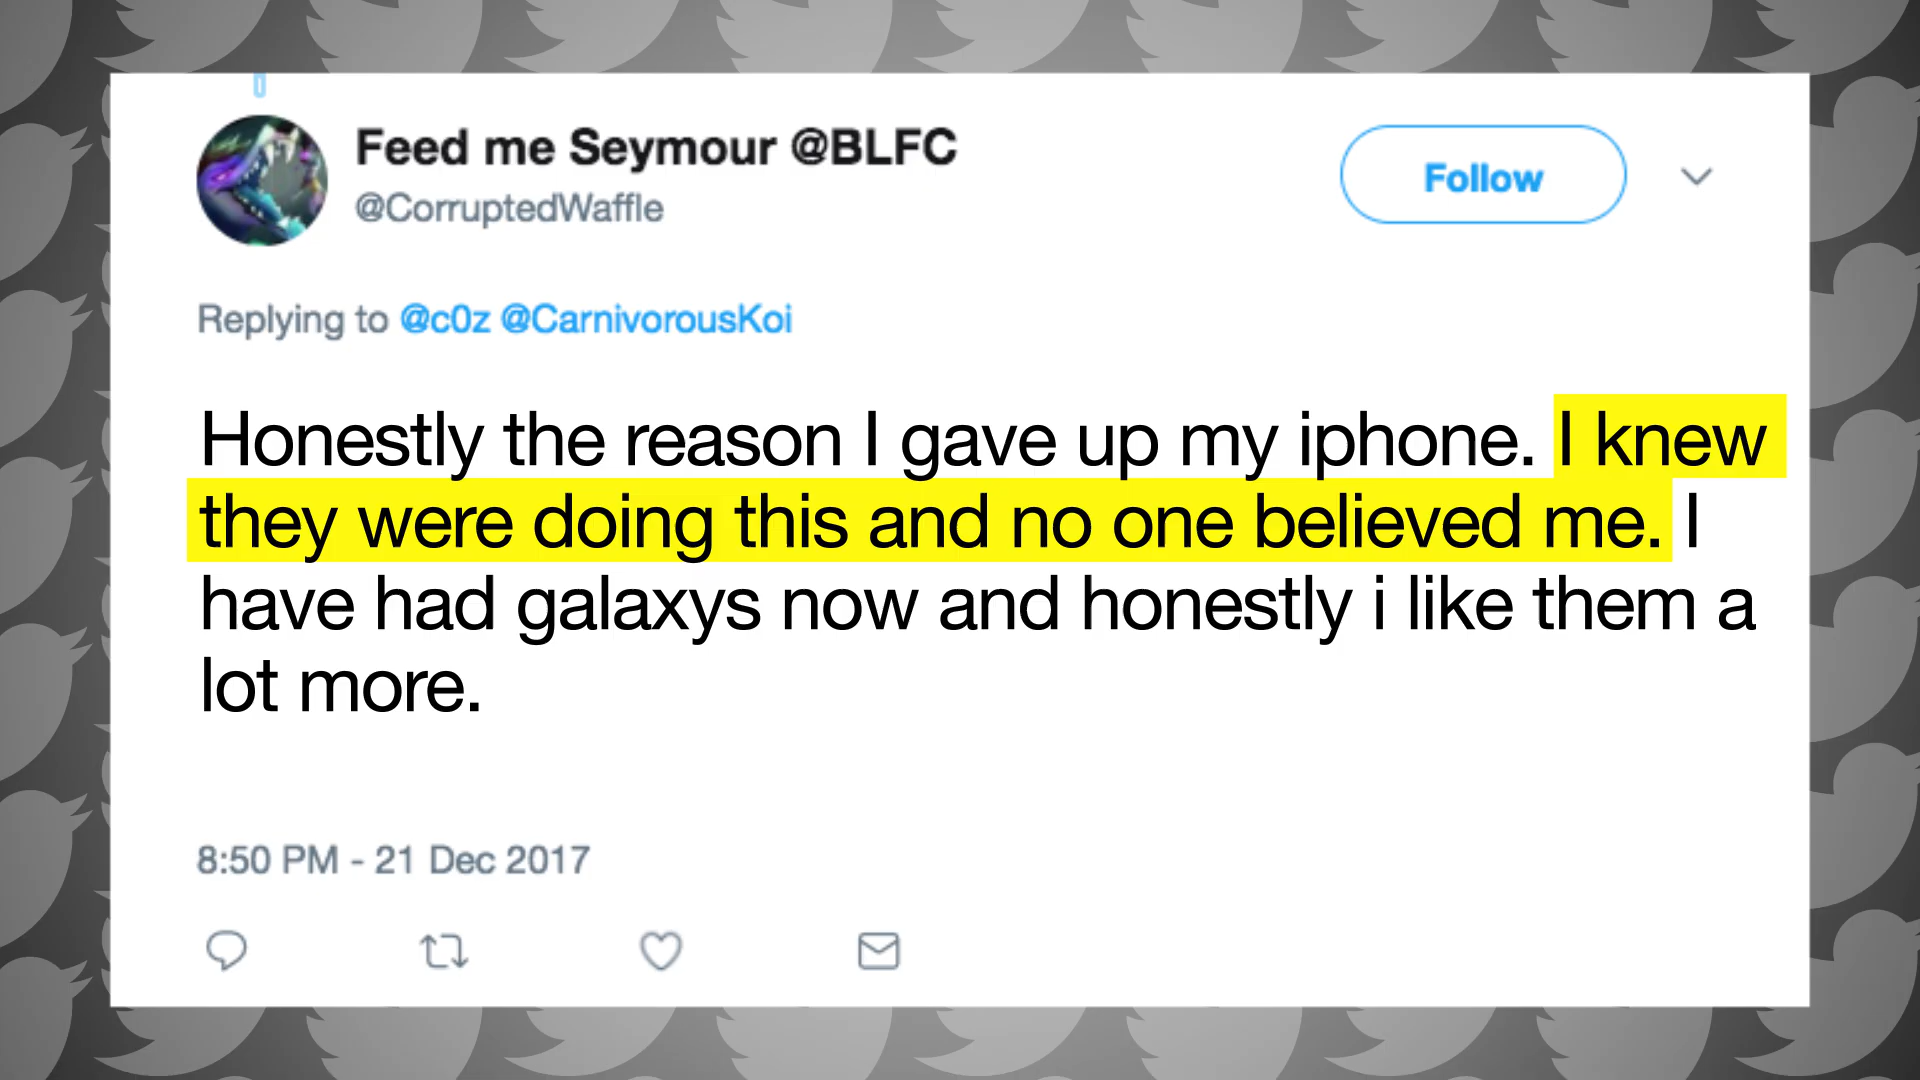 Feed me Seymour @BLFC
@CorruptedWaffle
Follow
Replying to @c0z @CarnivorousKoi
Honestly the reason I gave up my iphone. I knew
they were doing this and no one believed me. I
have had galaxys now and honestly i like them a
lot more.
8:50 PM - 21 Dec 2017